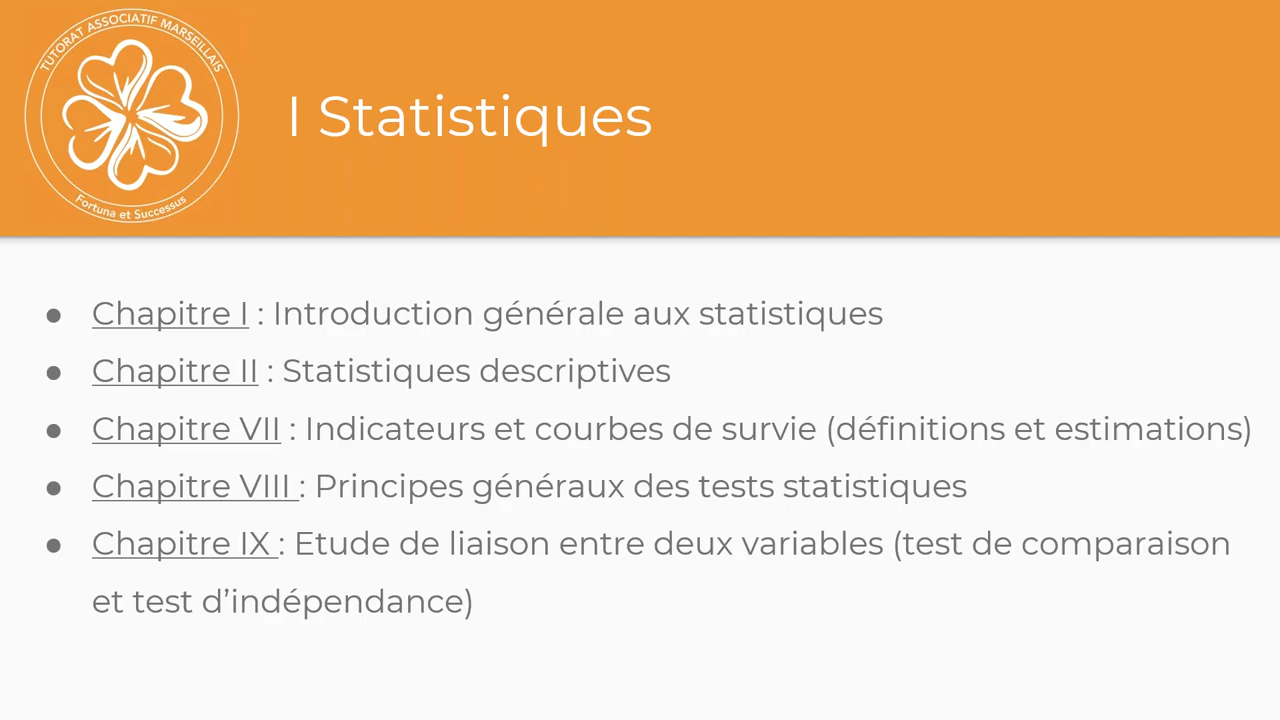 TUTORAT ASSOCIATIF MARSEILLAIS
Fortuna et Successus
I Statistiques
● Chapitre I : Introduction générale aux statistiques
● Chapitre II : Statistiques descriptives
● Chapitre VII : Indicateurs et courbes de survie (définitions et estimations)
● Chapitre VIII : Principes généraux des tests statistiques
● Chapitre IX : Etude de liaison entre deux variables (test de comparaison
et test d’indépendance)